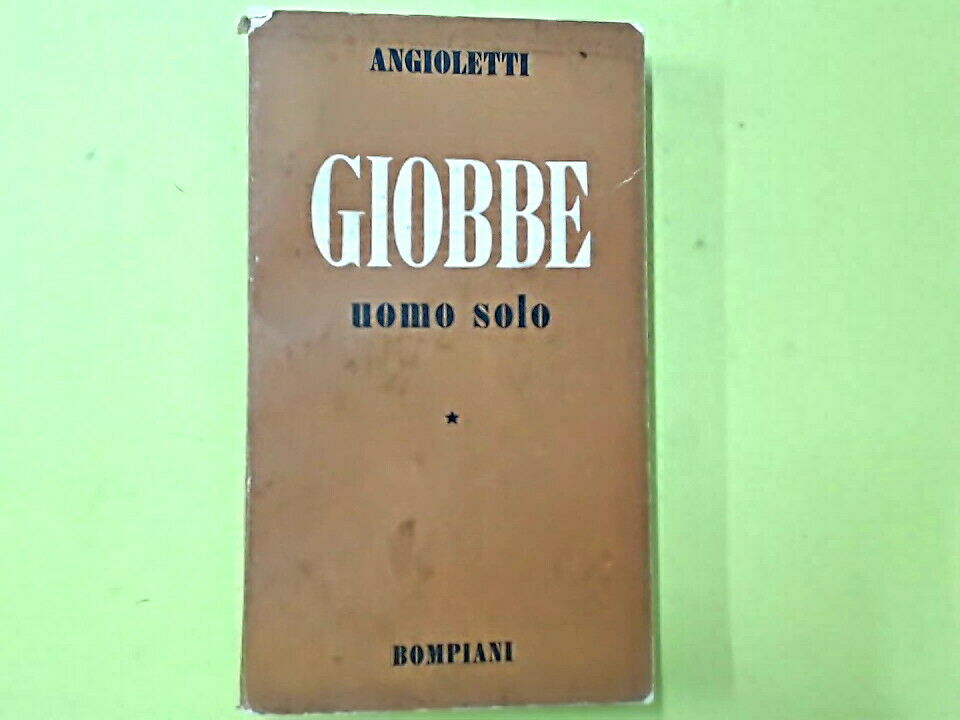 ANGIOLETTI
GIOBBE
uomo solo
BOMPIANI